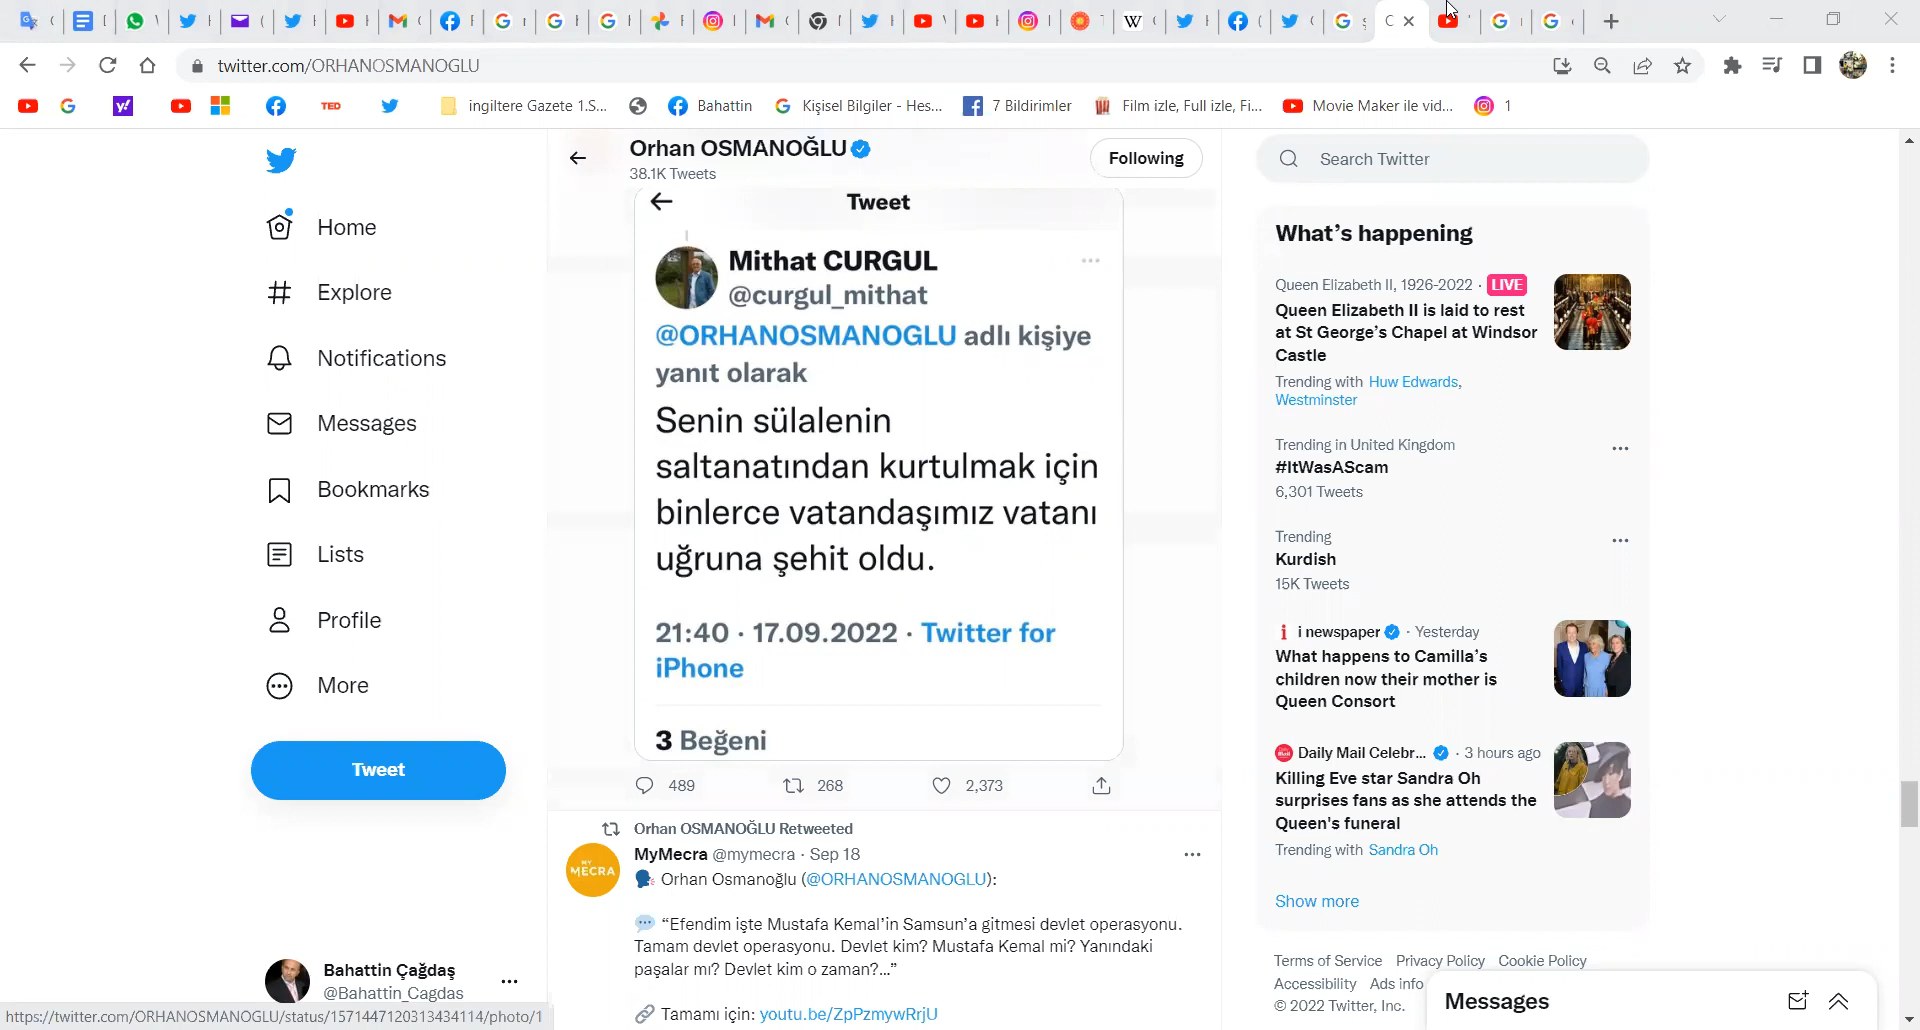 twitter.com/ORHANOSMANOGLU
TED
ingiltere Gazete 1.S...
Bahattin
Kişisel Bilgiler - Hes...
7 Bildirimler
Film izle, Full izle, Fi...
Movie Maker ile vid...
1
Home
Explore
Notifications
Messages
Bookmarks
Lists
Profile
More
Tweet
Bahattin Çağdaş
@Bahattin_Cagdas
https://twitter.com/ORHANOSMANOGLU/status/1571447120313434114/photo/1
Orhan OSMANOĞLU
38.1K Tweets
Following
Tweet
Mithat CURGUL
@curgul_mithat
@ORHANOSMANOGLU adlı kişiye
yanıt olarak
Senin sülalenin
saltanatından kurtulmak için
binlerce vatandaşımız vatanı
uğruna şehit oldu.
21:40 · 17.09.2022 · Twitter for
iPhone
3 Beğeni
489 268 2,373
Orhan OSMANOĞLU Retweeted
MY MECRA
MyMecra @mymecra · Sep 18
Orhan Osmanoğlu (@ORHANOSMANOGLU):
“Efendim işte Mustafa Kemal’in Samsun’a gitmesi devlet operasyonu.
Tamam devlet operasyonu. Devlet kim? Mustafa Kemal mi? Yanındaki
paşalar mı? Devlet kim o zaman?...”
Tamamı için: youtu.be/ZpPzmywRrjU
Search Twitter
What’s happening
Queen Elizabeth II, 1926-2022 · LIVE
Queen Elizabeth II is laid to rest
at St George’s Chapel at Windsor
Castle
Trending with Huw Edwards,
Westminster
Trending in United Kingdom
#ItWasAScam
6,301 Tweets
Trending
Kurdish
15K Tweets
i newspaper · Yesterday
What happens to Camilla’s
children now their mother is
Queen Consort
Daily Mail Celebr... · 3 hours ago
Killing Eve star Sandra Oh
surprises fans as she attends the
Queen's funeral
Trending with Sandra Oh
Show more
Terms of Service Privacy Policy Cookie Policy
Accessibility Ads info
© 2022 Twitter, Inc.
Messages